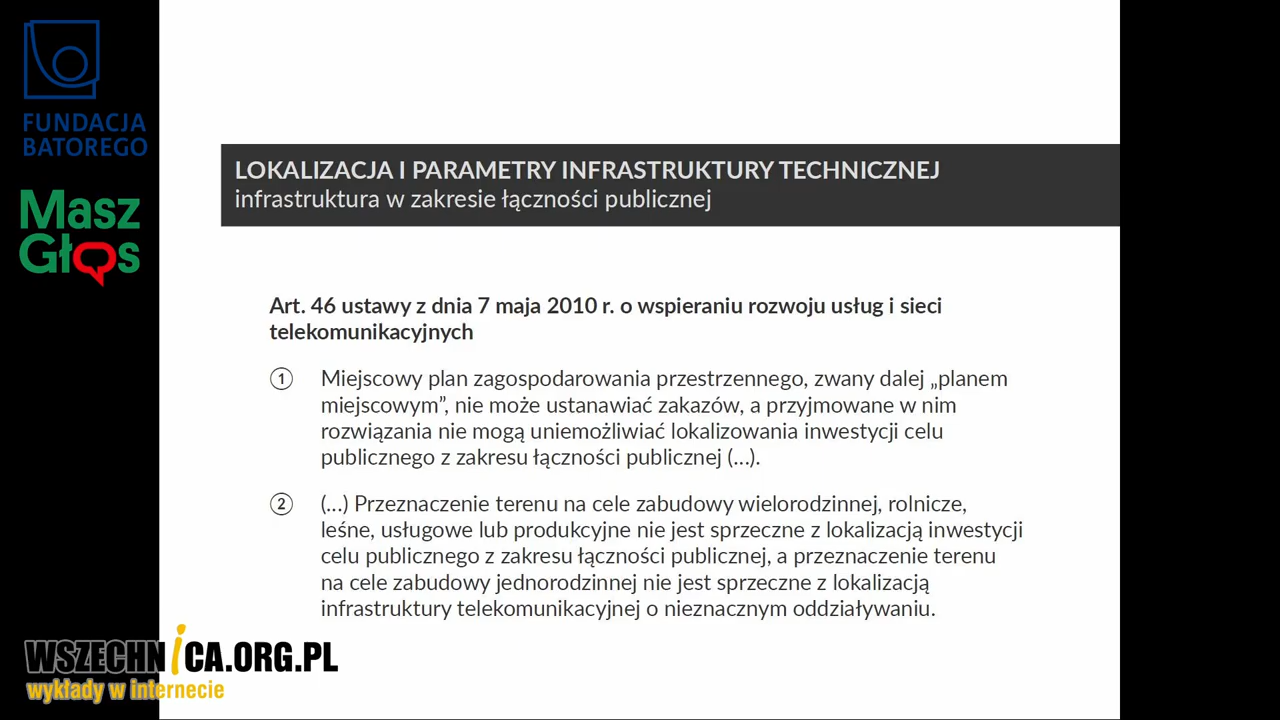 FUNDACJA
BATOREGO
Masz
Głos
LOKALIZACJA I PARAMETRY INFRASTRUKTURY TECHNICZNEJ
infrastruktura w zakresie łączności publicznej
Art. 46 ustawy z dnia 7 maja 2010 r. o wspieraniu rozwoju usług i sieci
telekomunikacyjnych
① Miejscowy plan zagospodarowania przestrzennego, zwany dalej „planem
miejscowym”, nie może ustanawiać zakazów, a przyjmowane w nim
rozwiązania nie mogą uniemożliwiać lokalizowania inwestycji celu
publicznego z zakresu łączności publicznej (…).
② (…) Przeznaczenie terenu na cele zabudowy wielorodzinnej, rolnicze,
leśne, usługowe lub produkcyjne nie jest sprzeczne z lokalizacją inwestycji
celu publicznego z zakresu łączności publicznej, a przeznaczenie terenu
na cele zabudowy jednorodzinnej nie jest sprzeczne z lokalizacją
infrastruktury telekomunikacyjnej o nieznacznym oddziaływaniu.
WSZECHNiCA.ORG.PL
wykłady w internecie